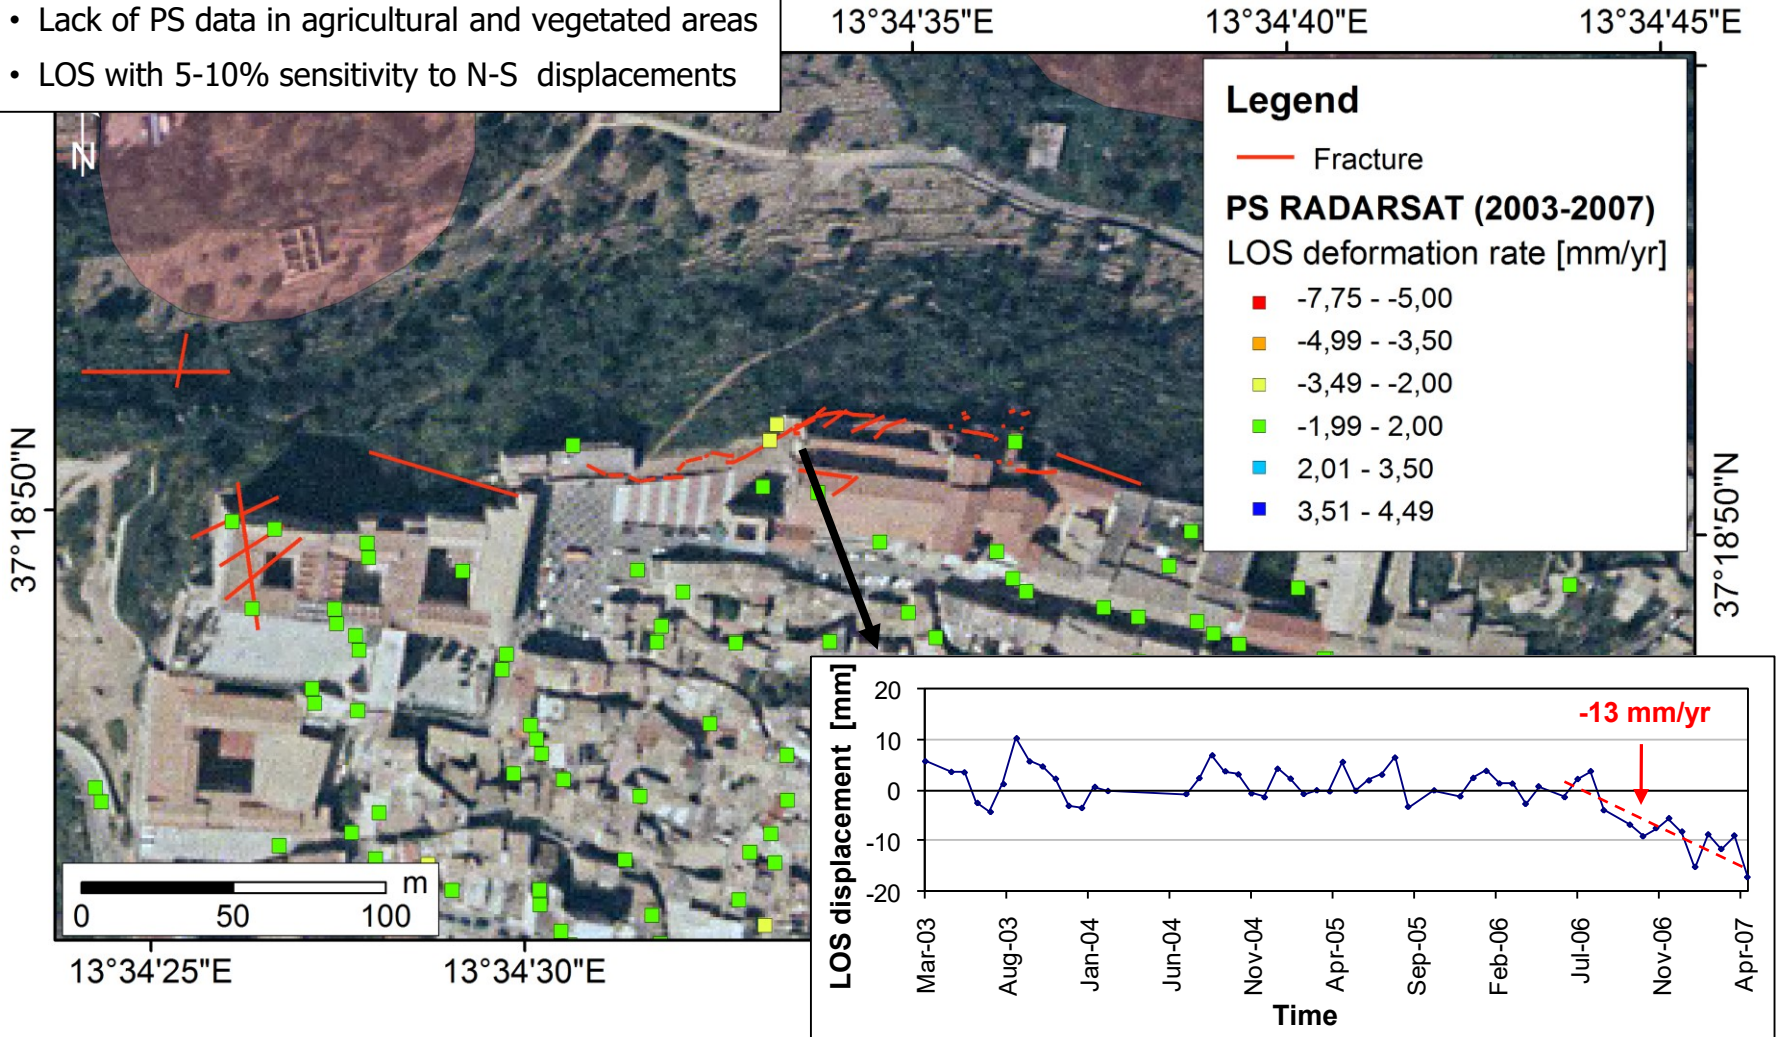 • Lack of PS data in agricultural and vegetated areas
• LOS with 5-10% sensitivity to N-S displacements
13°34'35"E 13°34'40"E 13°34'45"E
N
Legend
Fracture
PS RADARSAT (2003-2007)
LOS deformation rate [mm/yr]
-7,75 - -5,00
-4,99 - -3,50
-3,49 - -2,00
-1,99 - 2,00
2,01 - 3,50
3,51 - 4,49
37°18'50"N
37°18'50"N
0 50 100 m
13°34'25"E 13°34'30"E
LOS displacement [mm]
20
10
0
-10
-20
-13 mm/yr
Mar-03 Aug-03 Jan-04 Jun-04 Nov-04 Apr-05 Sep-05 Feb-06 Jul-06 Nov-06 Apr-07
Time